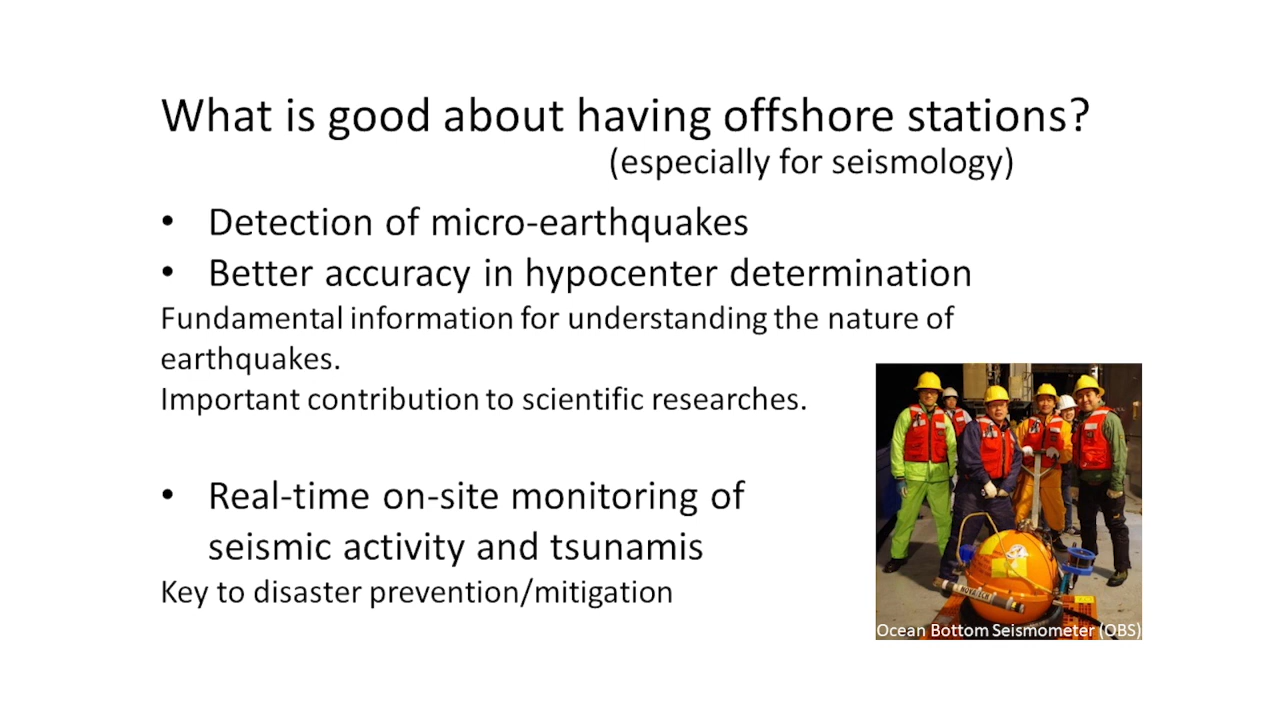 What is good about having offshore stations?
(especially for seismology)
• Detection of micro-earthquakes
• Better accuracy in hypocenter determination
Fundamental information for understanding the nature of
earthquakes.
Important contribution to scientific researches.
• Real-time on-site monitoring of
seismic activity and tsunamis
Key to disaster prevention/mitigation
NOVATECH
Ocean Bottom Seismometer (OBS)